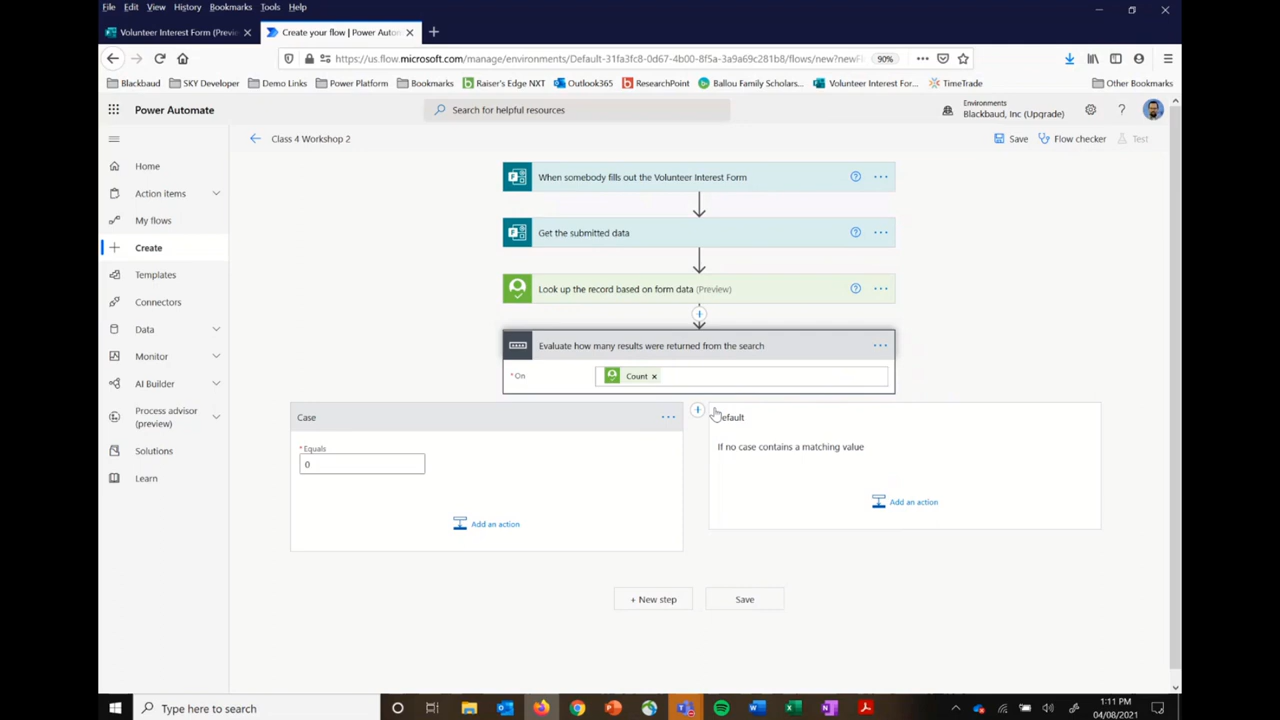 File Edit View History Bookmarks Tools Help
Volunteer Interest Form (Previ
Create your flow | Power Autom
https://us.flow.microsoft.com/manage/environments/Default-31fa3fc8-0d67-4b00-8f5a-3a9a69c281b8/flows/new?newFl
90%
Blackbaud
SKY Developer
Demo Links
Power Platform
Bookmarks
Raiser's Edge NXT
Outlook365
ResearchPoint
Ballou Family Scholars...
Volunteer Interest For...
TimeTrade
Other Bookmarks
Power Automate
Search for helpful resources
Environments
Blackbaud, Inc (Upgrade)
Class 4 Workshop 2
Save
Flow checker
Test
Home
Action items
My flows
Create
Templates
Connectors
Data
Monitor
AI Builder
Process advisor
(preview)
Solutions
Learn
When somebody fills out the Volunteer Interest Form
Get the submitted data
Look up the record based on form data (Preview)
Evaluate how many results were returned from the search
* On
Count ×
Case
* Equals
0
Add an action
Default
If no case contains a matching value
Add an action
+ New step
Save
Type here to search
1:11 PM
04/08/2021